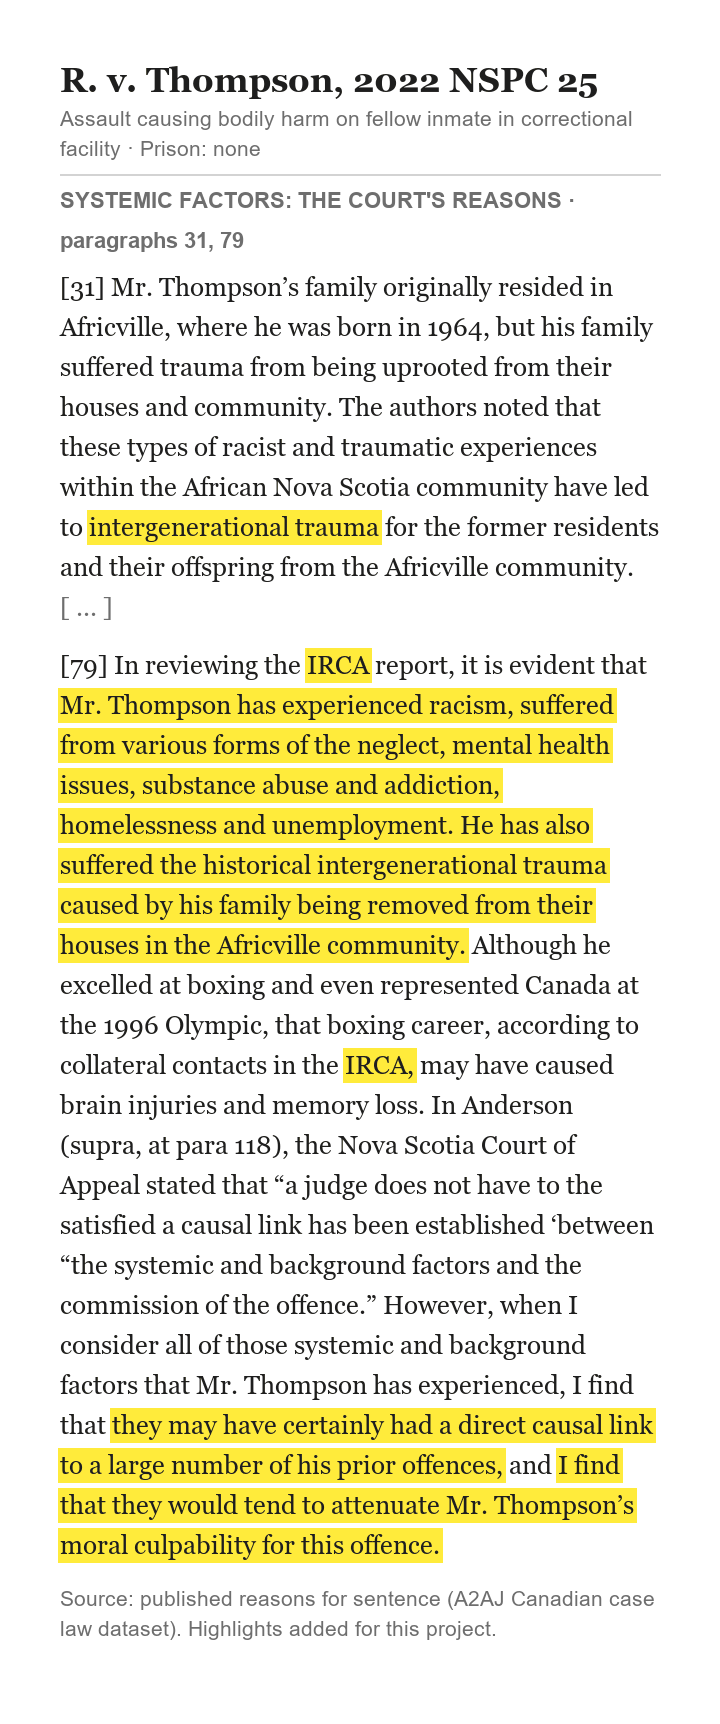 R. v. Thompson, 2022 NSPC 25
Assault causing bodily harm on fellow inmate in correctional
facility · Prison: none
SYSTEMIC FACTORS: THE COURT'S REASONS ·
paragraphs 31, 79
[31] Mr. Thompson’s family originally resided in
Africville, where he was born in 1964, but his family
suffered trauma from being uprooted from their
houses and community. The authors noted that
these types of racist and traumatic experiences
within the African Nova Scotia community have led
to intergenerational trauma for the former residents
and their offspring from the Africville community.
[ ... ]
[79] In reviewing the IRCA report, it is evident that
Mr. Thompson has experienced racism, suffered
from various forms of the neglect, mental health
issues, substance abuse and addiction,
homelessness and unemployment. He has also
suffered the historical intergenerational trauma
caused by his family being removed from their
houses in the Africville community. Although he
excelled at boxing and even represented Canada at
the 1996 Olympic, that boxing career, according to
collateral contacts in the IRCA, may have caused
brain injuries and memory loss. In Anderson
(supra, at para 118), the Nova Scotia Court of
Appeal stated that “a judge does not have to the
satisfied a causal link has been established ‘between
“the systemic and background factors and the
commission of the offence.” However, when I
consider all of those systemic and background
factors that Mr. Thompson has experienced, I find
that they may have certainly had a direct causal link
to a large number of his prior offences, and I find
that they would tend to attenuate Mr. Thompson’s
moral culpability for this offence.
Source: published reasons for sentence (A2AJ Canadian case
law dataset). Highlights added for this project.